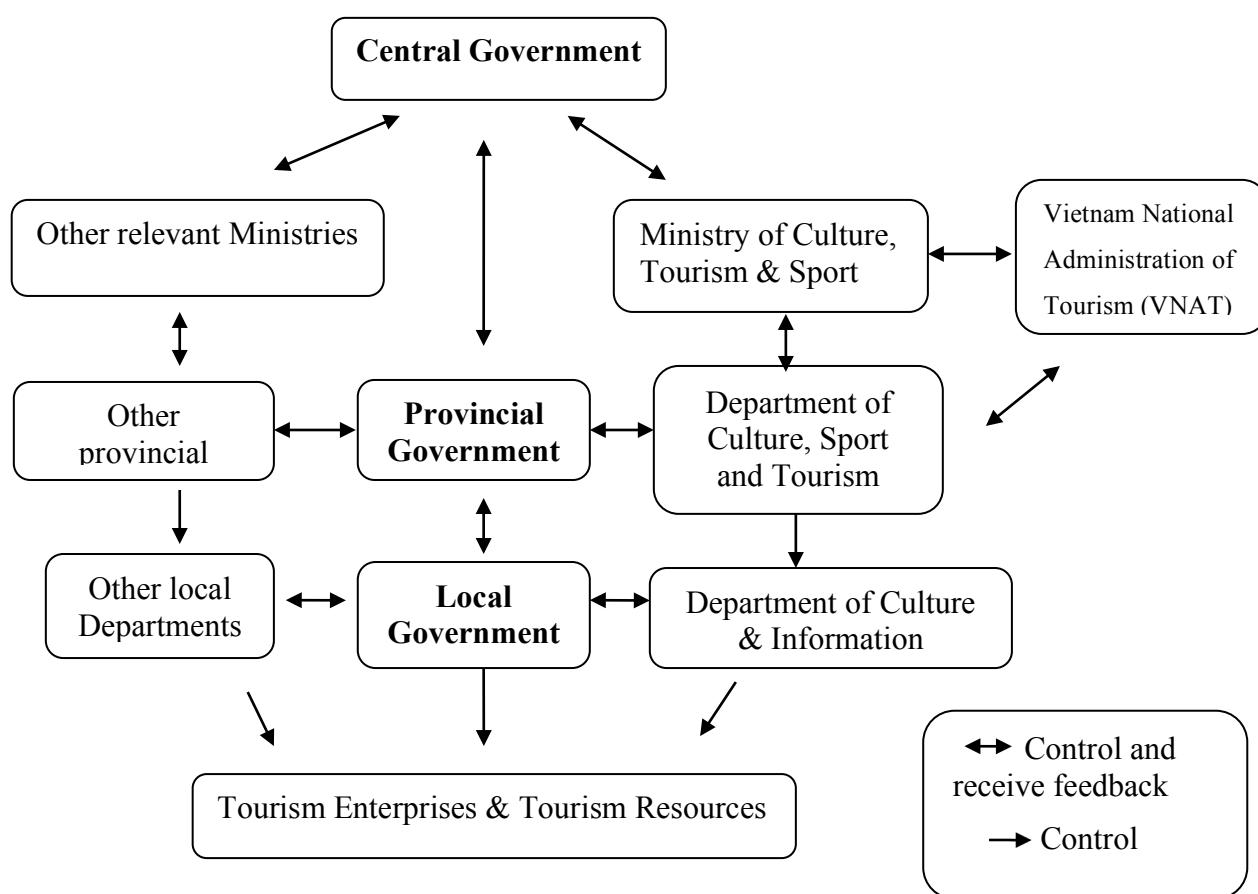 Central Government
Other relevant Ministries
Ministry of Culture,
Tourism & Sport
Vietnam National
Administration of
Tourism (VNAT)
Other
provincial
Provincial
Government
Department of
Culture, Sport
and Tourism
Other local
Departments
Local
Government
Department of Culture
& Information
Tourism Enterprises & Tourism Resources
Control and
receive feedback
Control